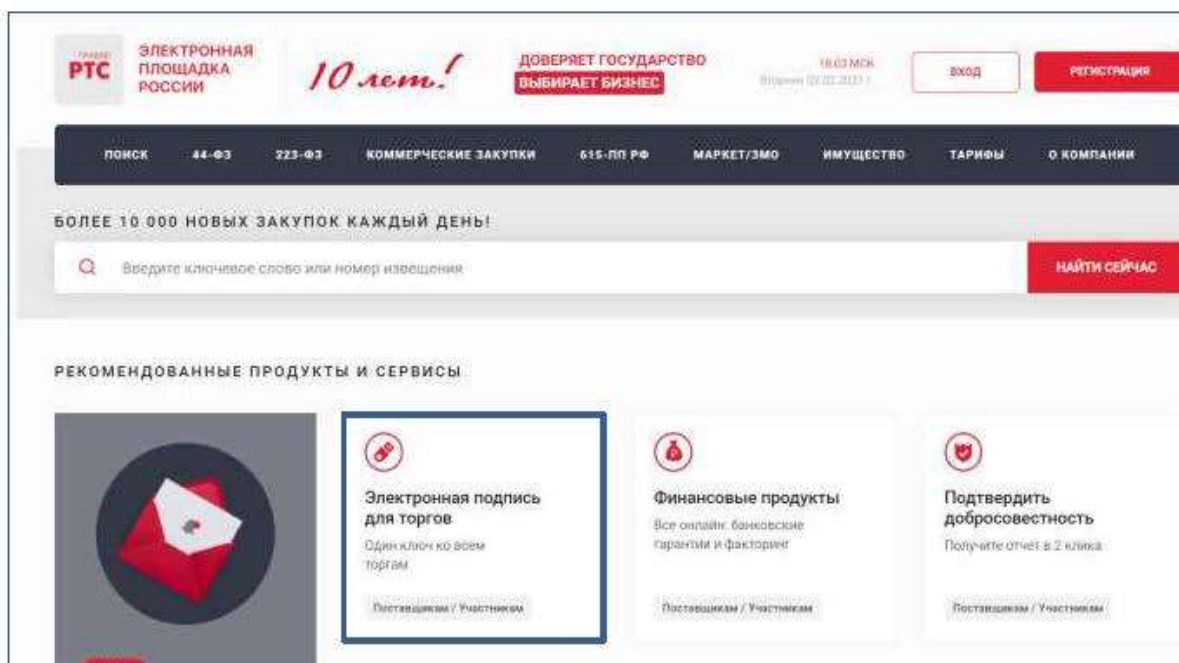 РТС
ЭЛЕКТРОННАЯ
ПЛОЩАДКА
РОССИИ
10 лет!
ДОВЕРЯЕТ ГОСУДАРСТВО
ВЫБИРАЕТ БИЗНЕС
18:03 МСК
ВХОД
РЕГИСТРАЦИЯ
ПОИСК 44-ФЗ 223-ФЗ КОММЕРЧЕСКИЕ ЗАКУПКИ 615-ПП РФ МАРКЕТ/ЗМО ИМУЩЕСТВО ТАРИФЫ О КОМПАНИИ
БОЛЕЕ 10 000 НОВЫХ ЗАКУПОК КАЖДЫЙ ДЕНЬ!
Введите ключевое слово или номер извещения
НАЙТИ СЕЙЧАС
РЕКОМЕНДОВАННЫЕ ПРОДУКТЫ И СЕРВИСЫ
Электронная подпись
для торгов
Один ключ ко всем
торгам
Поставщикам / Участникам
Финансовые продукты
Все онлайн: банковские
гарантии и факторинг
Поставщикам / Участникам
Подтвердить
добросовестность
Получите отчет в 2 клика
Поставщикам / Участникам